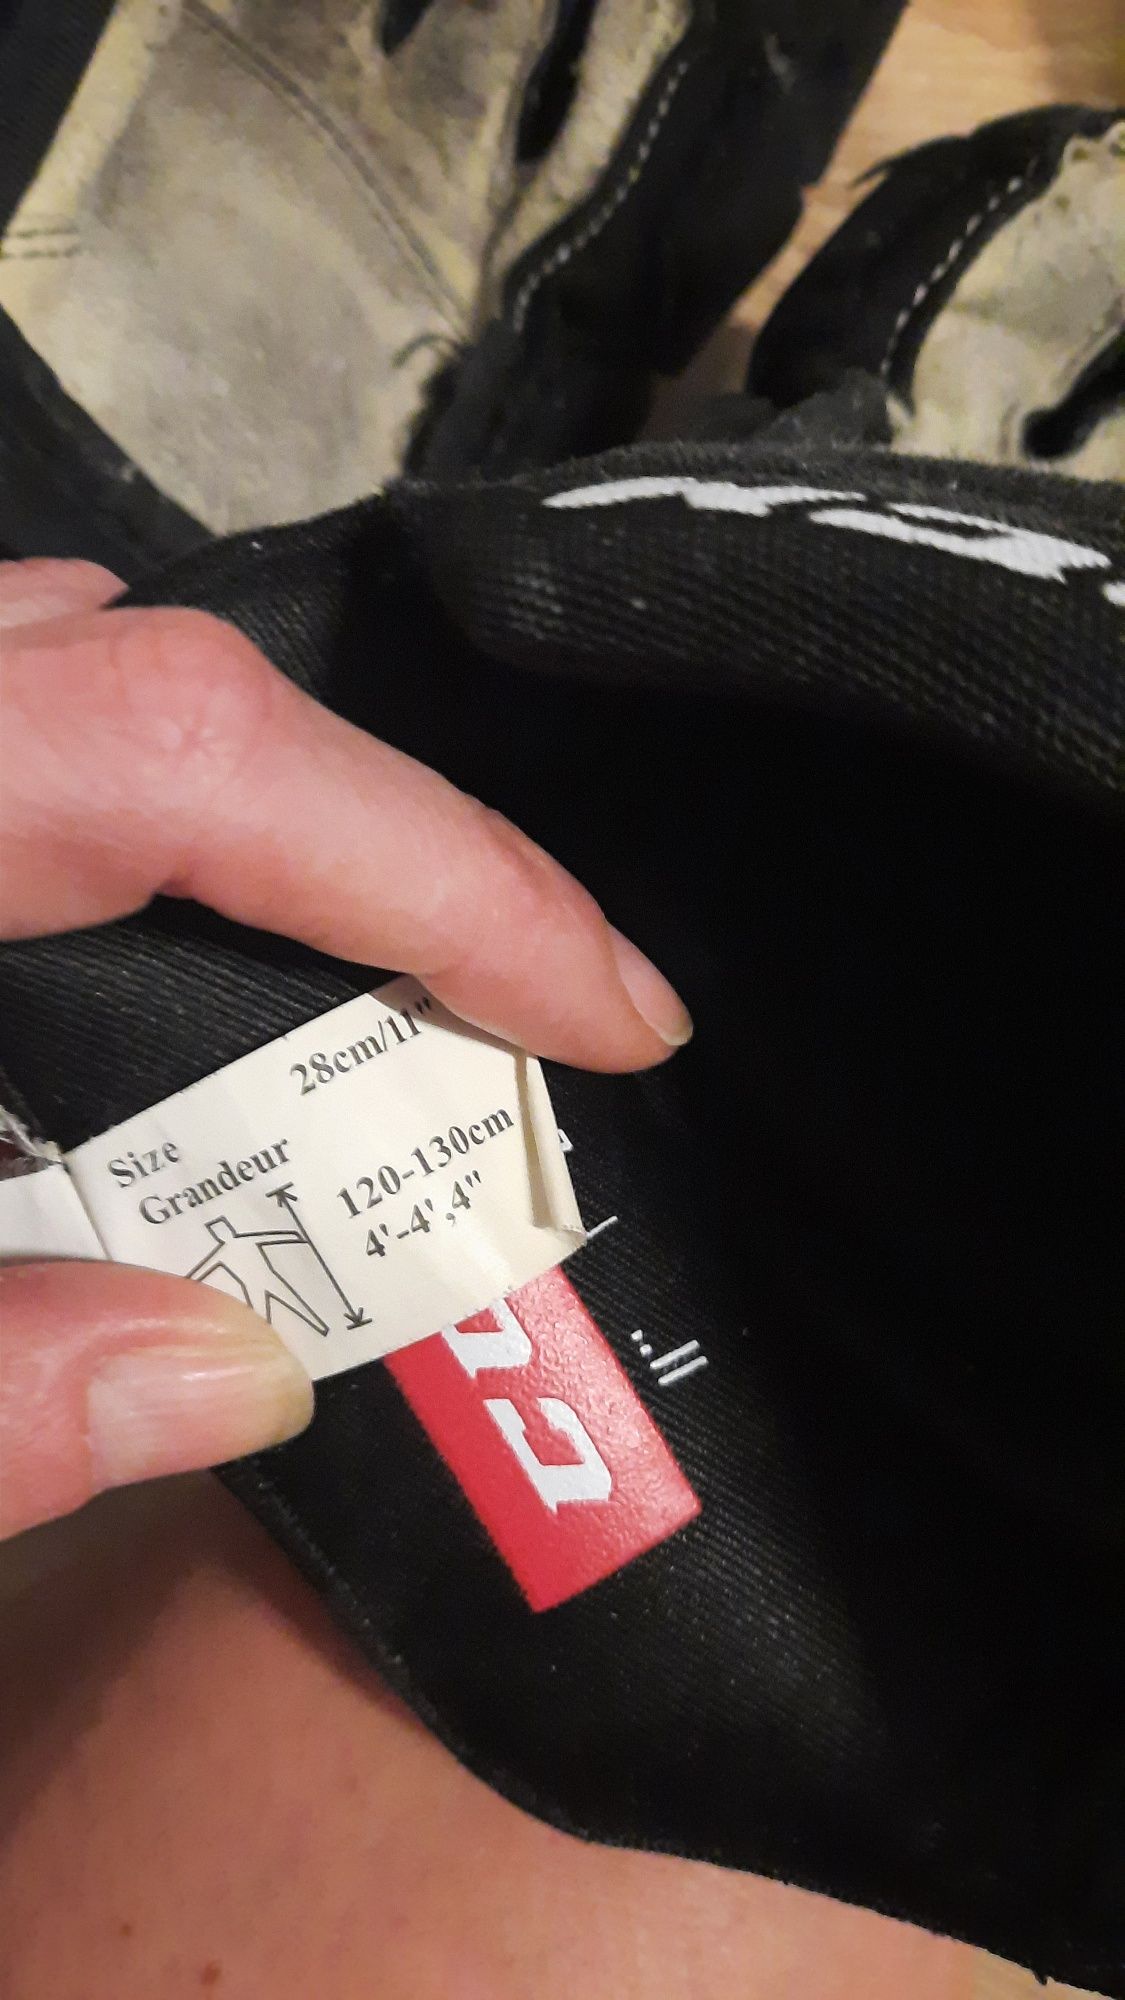 28cm/11"
Size
Grandeur
120-130cm
4'-4',4"